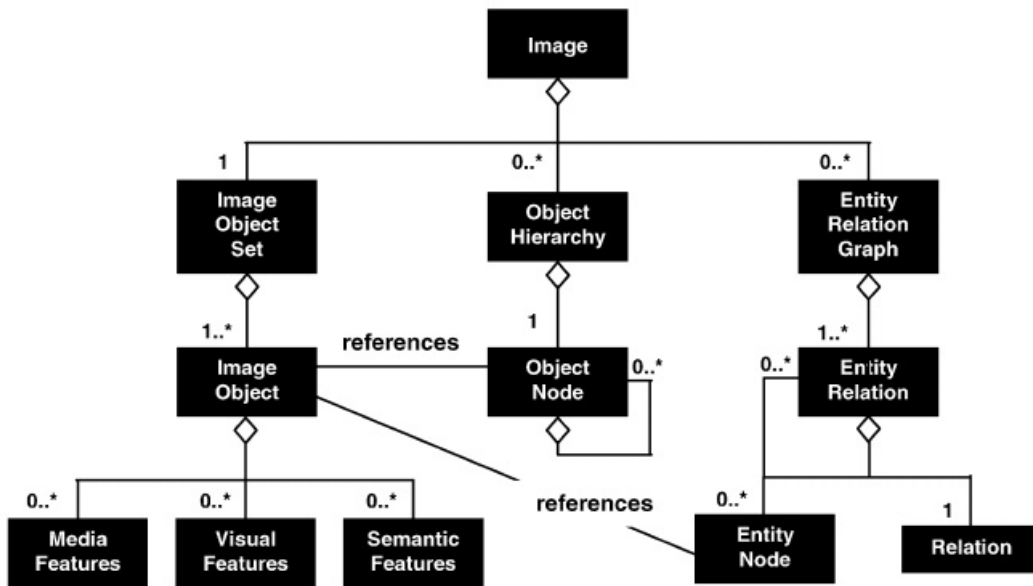 Image
1
0..*
0..*
Image
Object
Set
Object
Hierarchy
Entity
Relation
Graph
1..*
references
1
1..*
Image
Object
Object
Node
0..*
0..*
Entity
Relation
0..*
0..*
0..*
references
0..*
1
Media
Features
Visual
Features
Semantic
Features
Entity
Node
Relation